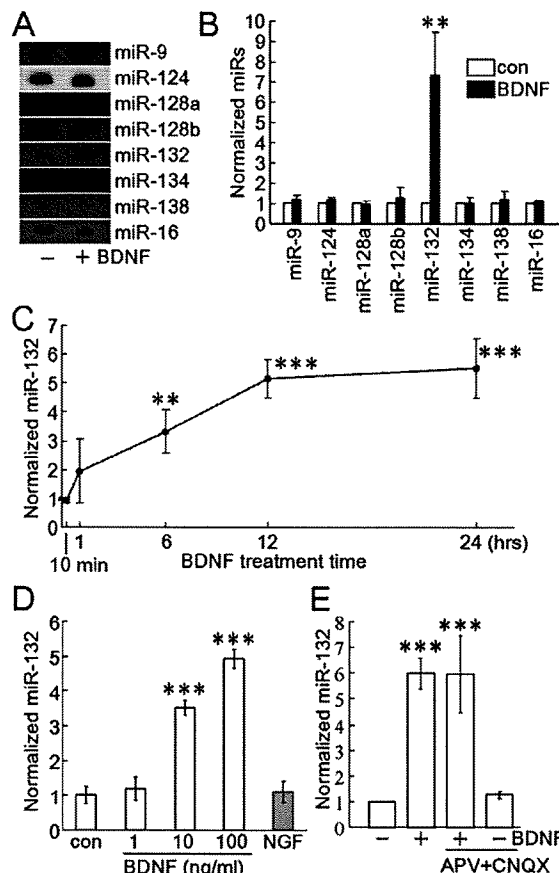 A
miR-9
miR-124
miR-128a
miR-128b
miR-132
miR-134
miR-138
miR-16
− + BDNF
B
Normalized miRs
10
9
8
7
6
5
4
3
2
1
0
**
con
BDNF
miR-9
miR-124
miR-128a
miR-128b
miR-132
miR-134
miR-138
miR-16
C
Normalized miR-132
7
6
5
4
3
2
1
0
**
***
***
1 6 12 24 (hrs)
10 min
BDNF treatment time
D
Normalized miR-132
6
5
4
3
2
1
0
***
***
con 1 10 100 NGF
BDNF (ng/ml)
E
Normalized miR-132
8
7
6
5
4
3
2
1
0
***
***
− + + − BDNF
APV+CNQX